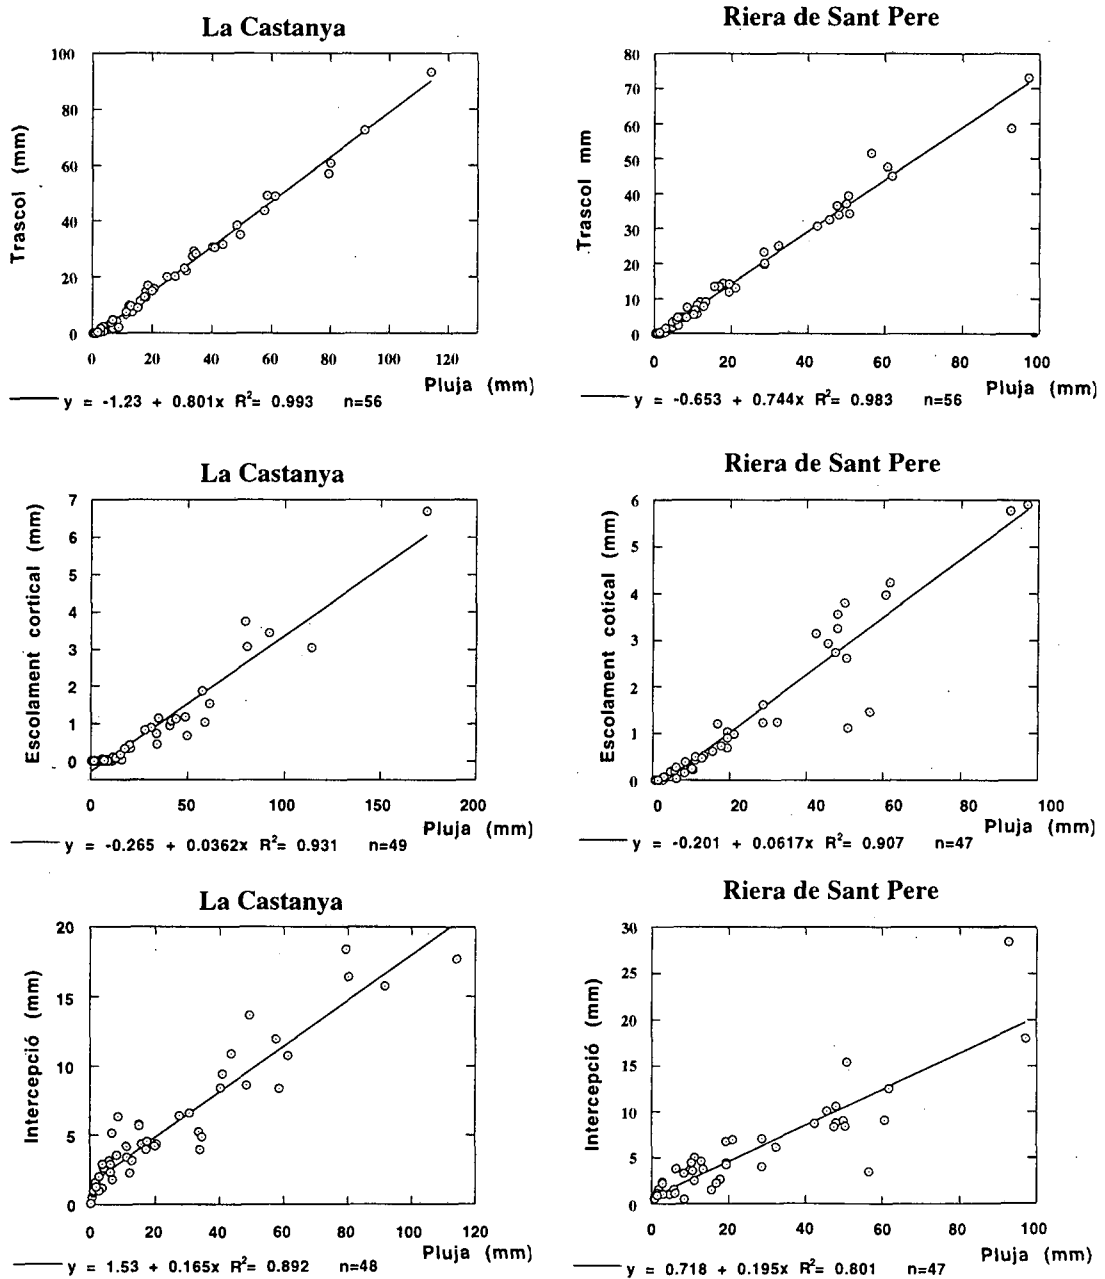 La Castanya
Trascol (mm)
100
80
60
40
20
0
0 20 40 60 80 100 120
Pluja (mm)
y = -1.23 + 0.801x R²= 0.993 n=56
Riera de Sant Pere
Trascol mm
80
70
60
50
40
30
20
10
0
0 20 40 60 80 100
Pluja (mm)
y = -0.653 + 0.744x R²= 0.983 n=56
La Castanya
Escolament cortical (mm)
7
6
5
4
3
2
1
0
0 50 100 150 200
Pluja (mm)
y = -0.265 + 0.0362x R²= 0.931 n=49
Riera de Sant Pere
Escolament cotical (mm)
6
5
4
3
2
1
0
0 20 40 60 80 100
Pluja (mm)
y = -0.201 + 0.0617x R²= 0.907 n=47
La Castanya
Intercepció (mm)
20
15
10
5
0
0 20 40 60 80 100 120
Pluja (mm)
y = 1.53 + 0.165x R²= 0.892 n=48
Riera de Sant Pere
Intercepció (mm)
30
25
20
15
10
5
0
0 20 40 60 80 100
Pluja (mm)
y = 0.718 + 0.195x R²= 0.801 n=47